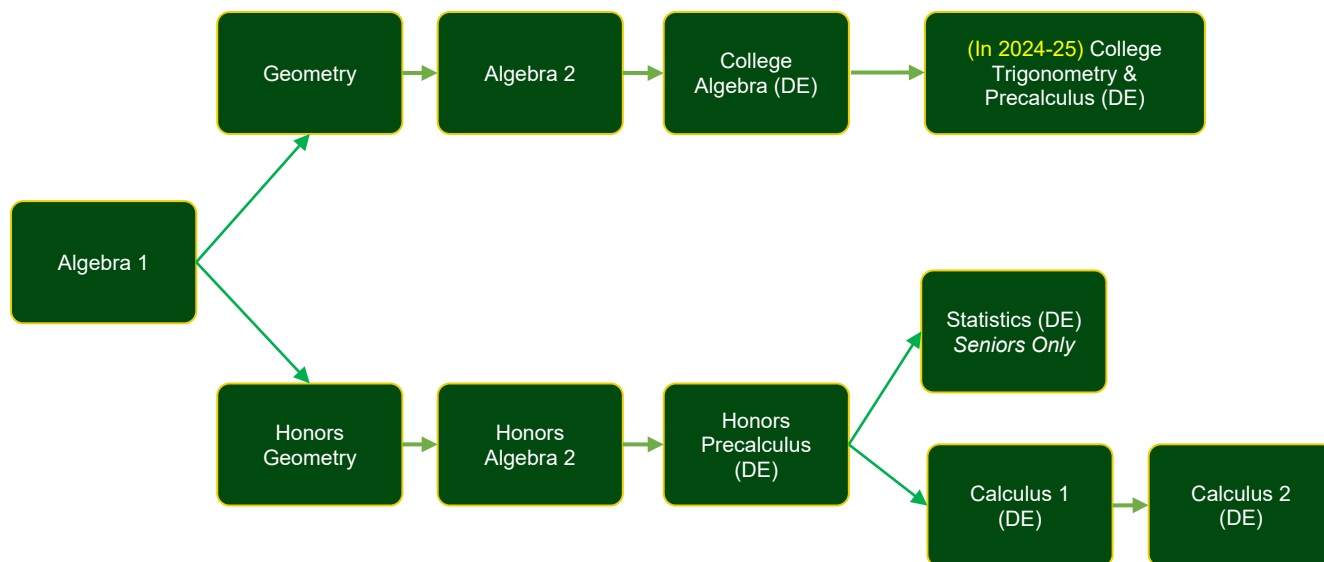 Geometry
Algebra 2
College
Algebra (DE)
(In 2024-25) College
Trigonometry &
Precalculus (DE)
Algebra 1
Statistics (DE)
Seniors Only
Honors
Geometry
Honors
Algebra 2
Honors
Precalculus
(DE)
Calculus 1
(DE)
Calculus 2
(DE)